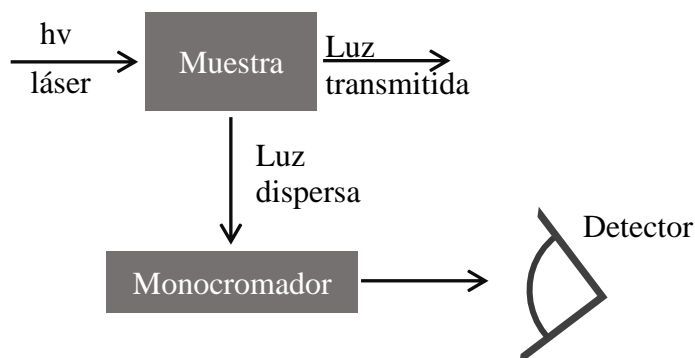 hv
láser
Muestra
Luz
transmitida
Luz
dispersa
Detector
Monocromador